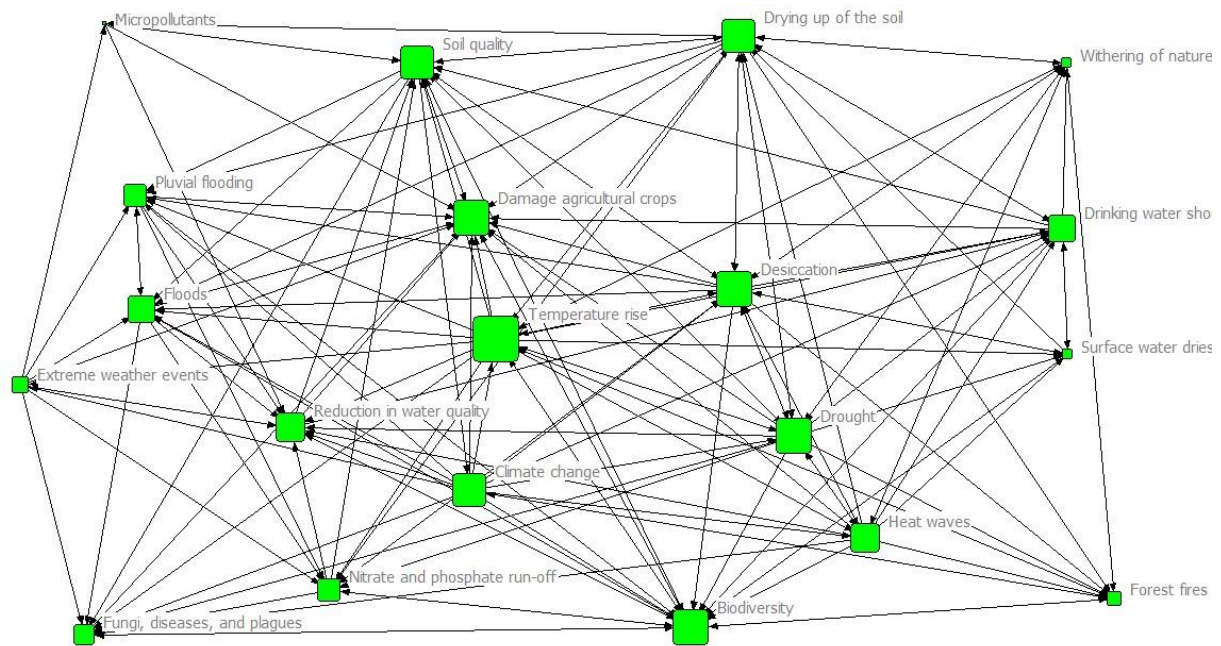 Micropollutants
Drying up of the soil
Soil quality
Withering of nature
Pluvial flooding
Damage agricultural crops
Drinking water sho
Desiccation
Floods
Temperature rise
Surface water dries
Extreme weather events
Reduction in water quality
Drought
Climate change
Heat waves
Nitrate and phosphate run-off
Forest fires
Biodiversity
Fungi, diseases, and plagues